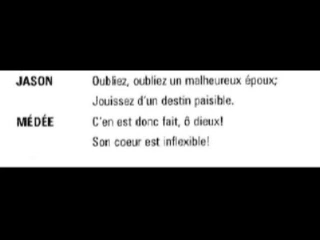 JASON Oubliez, oubliez un malheureux époux;
Jouissez d'un destin paisible.
MÉDÉE C'en est donc fait, ô dieux!
Son coeur est inflexible!